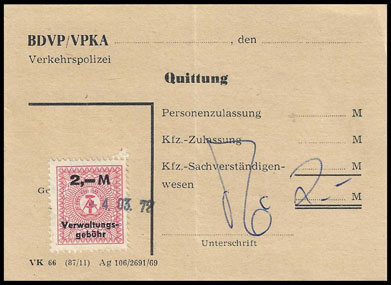 BDVP/VPKA ........................ , den ........................
Verkehrspolizei
Quittung
Personenzulassung ............ M
Kfz.-Zulassung ............ M
Kfz.-Sachverständigen-
wesen 2,- M
M
2,–M
4. 03. 78
Verwaltungs-
gebühr
Unterschrift
VK 66 (87/11) Ag 106/2691/69